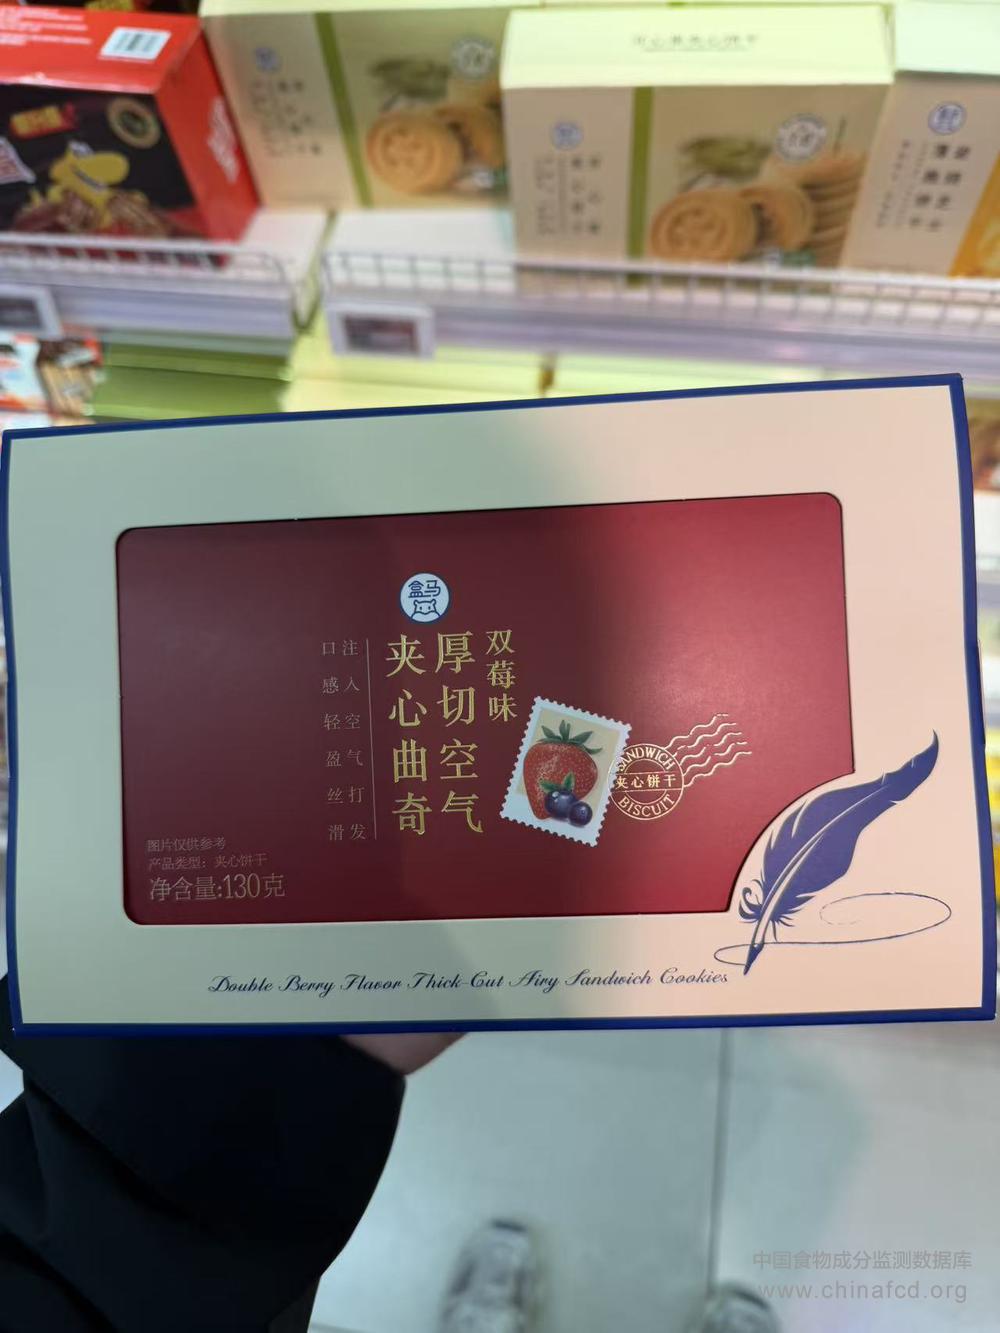 盒马
双莓味
厚切空气
夹心曲奇
注入空气打发
口感轻盈丝滑
SANDWICH
夹心饼干
BISCUIT
图片仅供参考
产品类型：夹心饼干
净含量:130克
Double Berry Flavor Thick-Cut Airy Sandwich Cookies
中国食物成分监测数据库
www.chinafcd.org